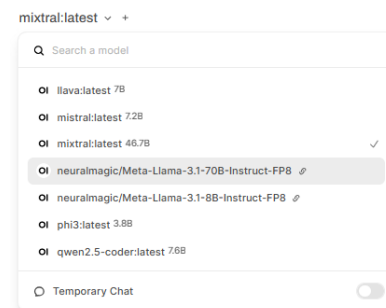 mixtral:latest
Search a model
OI llava:latest 7B
OI mistral:latest 7.2B
OI mixtral:latest 46.7B
OI neuralmagic/Meta-Llama-3.1-70B-Instruct-FP8
OI neuralmagic/Meta-Llama-3.1-8B-Instruct-FP8
OI phi3:latest 3.8B
OI qwen2.5-coder:latest 7.6B
Temporary Chat